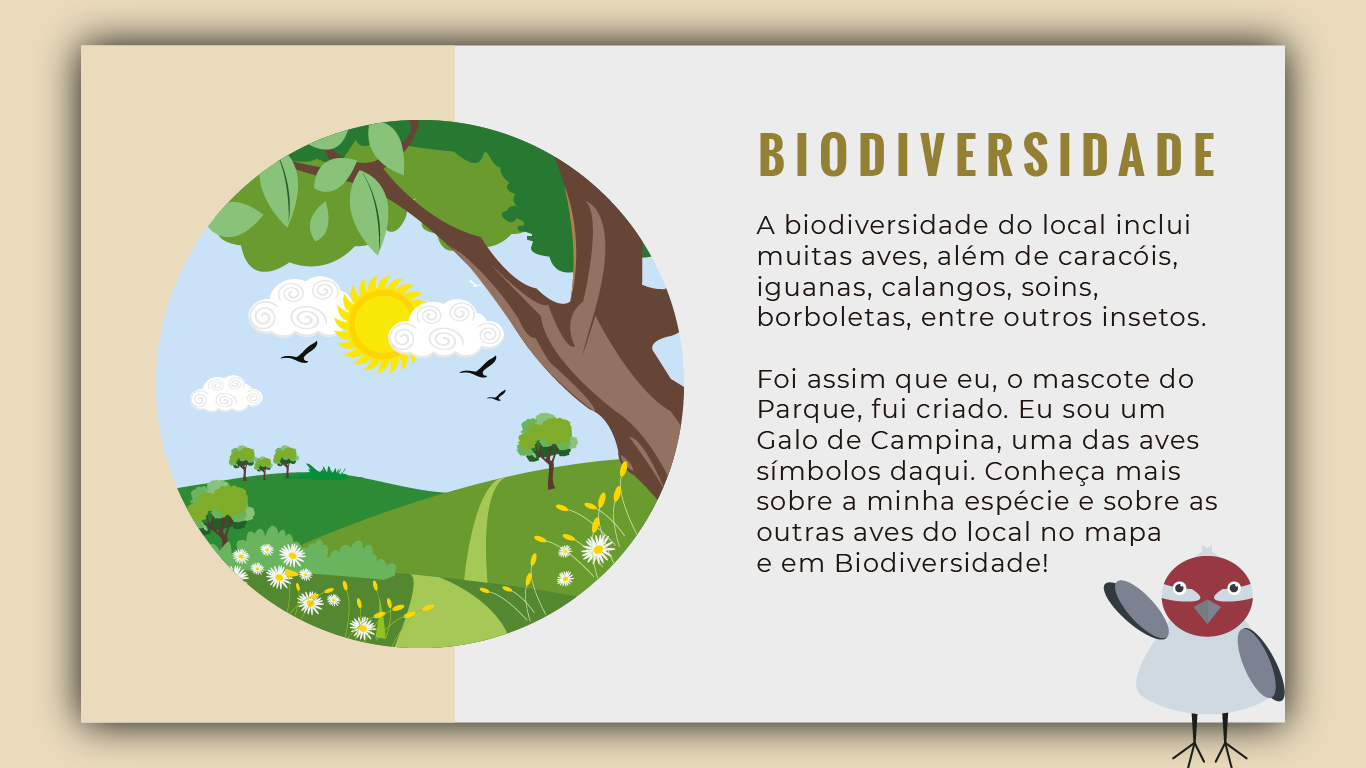 BIODIVERSIDADE
A biodiversidade do local inclui
muitas aves, além de caracóis,
iguanas, calangos, soins,
borboletas, entre outros insetos.
Foi assim que eu, o mascote do
Parque, fui criado. Eu sou um
Galo de Campina, uma das aves
símbolos daqui. Conheça mais
sobre a minha espécie e sobre as
outras aves do local no mapa
e em Biodiversidade!